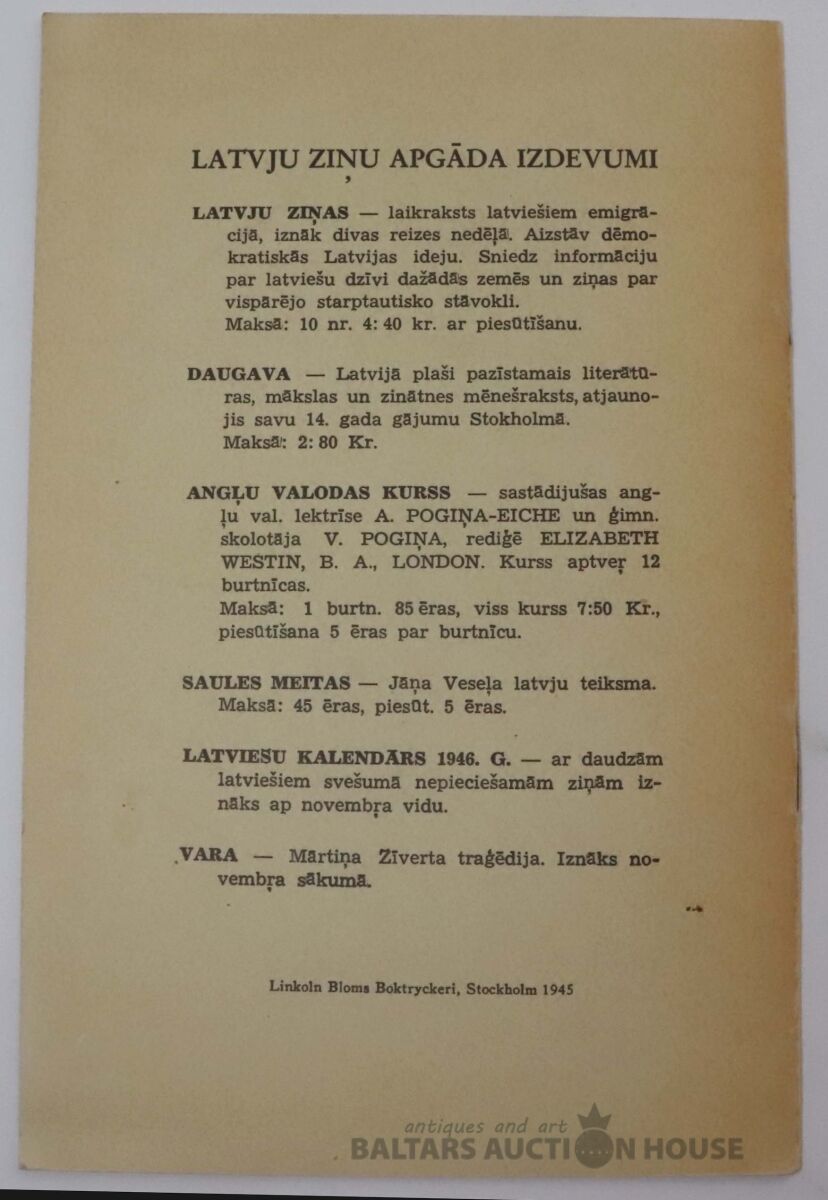 LATVJU ZIŅU APGĀDA IZDEVUMI
LATVJU ZIŅAS — laikraksts latviešiem emigrā-
cijā, iznāk divas reizes nedēļā. Aizstāv dēmo-
kratiskās Latvijas ideju. Sniedz informāciju
par latviešu dzīvi dažādās zemēs un ziņas par
vispārējo starptautisko stāvokli.
Maksā: 10 nr. 4:40 kr. ar piesūtīšanu.
DAUGAVA — Latvijā plaši pazīstamais literātū-
ras, mākslas un zinātnes mēnešraksts, atjauno-
jis savu 14. gada gājumu Stokholmā.
Maksā: 2:80 Kr.
ANGĻU VALODAS KURSS — sastādijušas ang-
ļu val. lektrīse A. POGIŅA-EICHE un ģimn.
skolotāja V. POGIŅA, rediģē ELIZABETH
WESTIN, B. A., LONDON. Kurss aptveŗ 12
burtnīcas.
Maksā: 1 burtn. 85 ēras, viss kurss 7:50 Kr.,
piesūtīšana 5 ēras par burtnīcu.
SAULES MEITAS — Jāņa Veseļa latvju teiksma.
Maksā: 45 ēras, piesūt. 5 ēras.
LATVIEŠU KALENDĀRS 1946. G. — ar daudzām
latviešiem svešumā nepieciešamām ziņām iz-
nāks ap novembŗa vidu.
VARA — Mārtiņa Zīverta traģēdija. Iznāks no-
vembŗa sākumā.
Linkoln Bloms Boktryckeri, Stockholm 1945
antiques and art
BALTARS AUCTION HOUSE